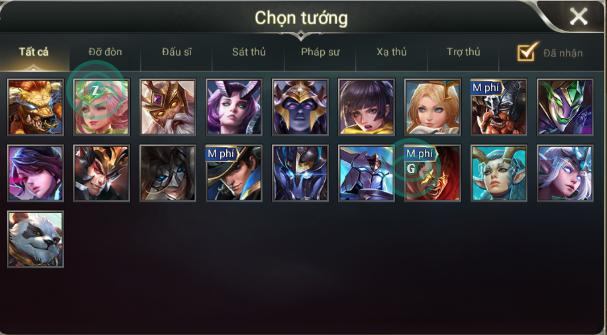 Chọn tướng
Tất cả Đỡ đòn Đấu sĩ Sát thủ Pháp sư Xạ thủ Trợ thủ Đã nhận
Z M phí
M phí M phí
G